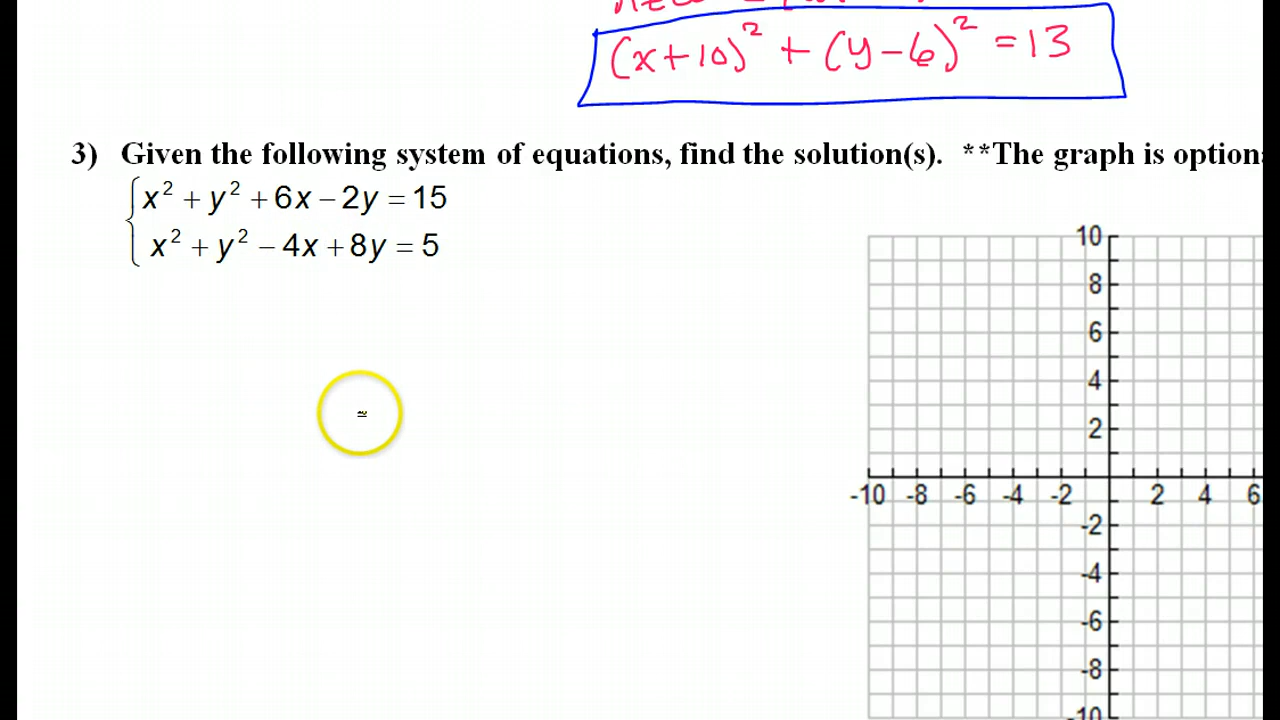 (x+10)² + (y-6)² = 13
3) Given the following system of equations, find the solution(s). **The graph is option
x² + y² + 6x − 2y = 15
x² + y² − 4x + 8y = 5
10
8
6
4
2
-10 -8 -6 -4 -2 2 4 6
-2
-4
-6
-8
-10